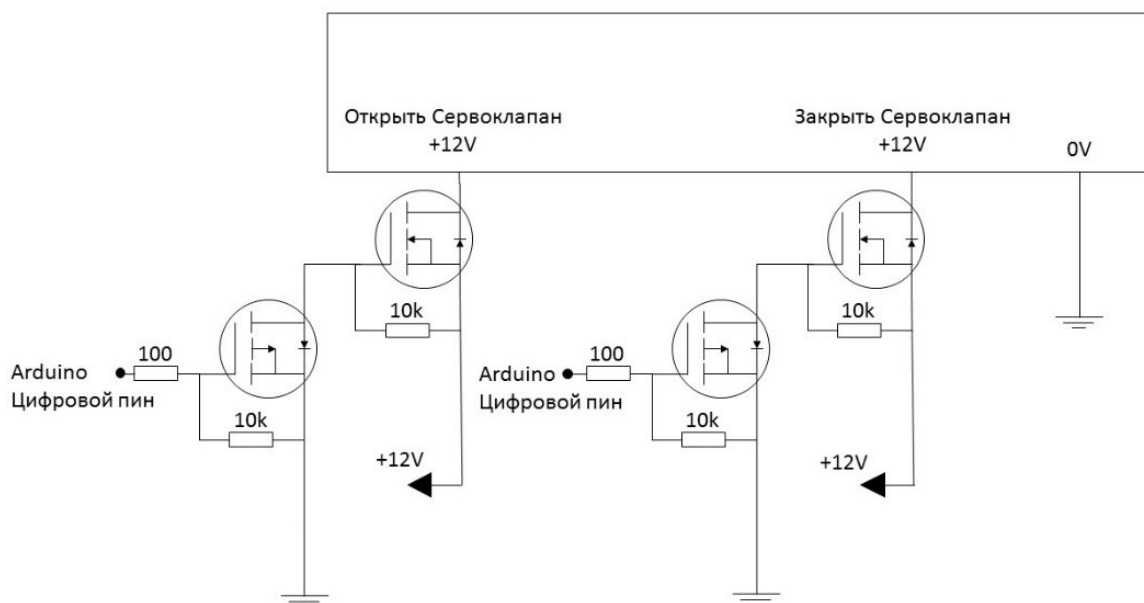 Открыть Сервоклапан
+12V
Закрыть Сервоклапан
+12V
0V
10k
10k
100
Arduino
Цифровой пин
10k
+12V
100
Arduino
Цифровой пин
10k
+12V